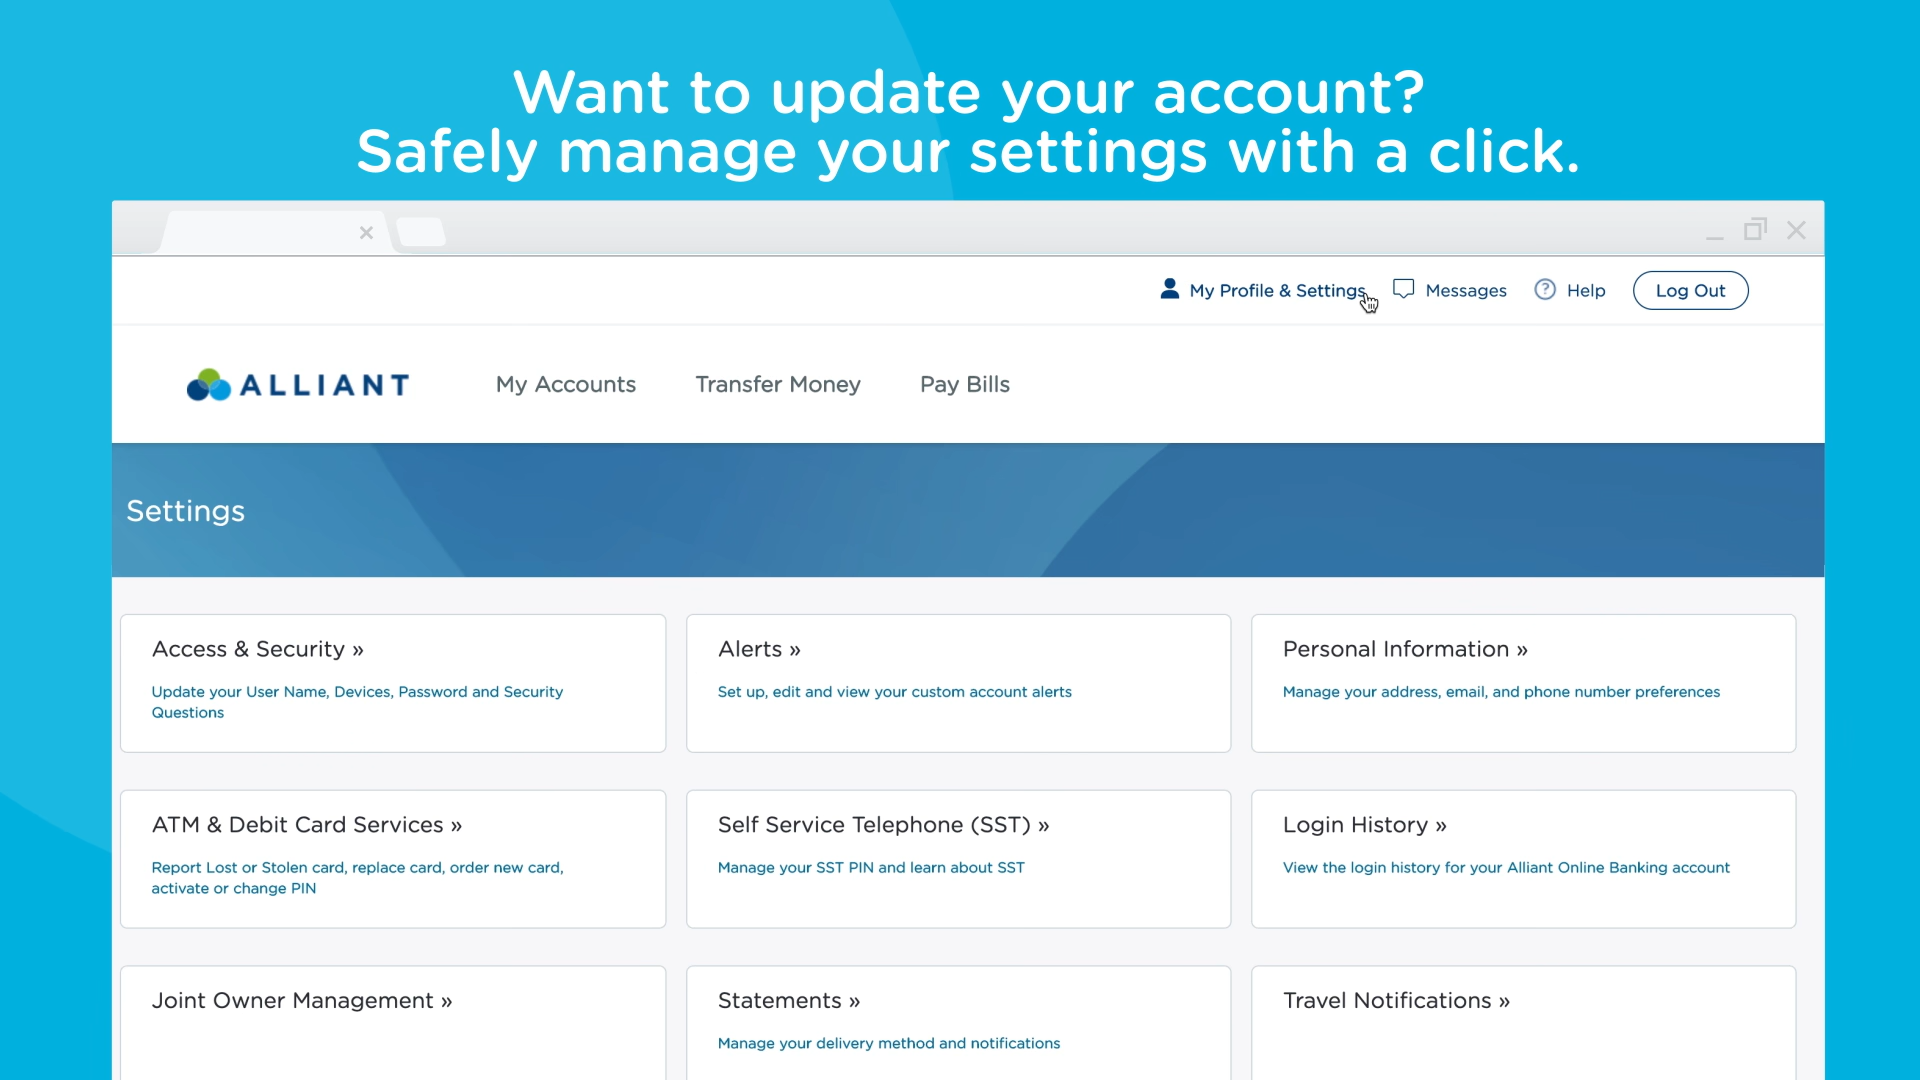 Want to update your account?
Safely manage your settings with a click.
My Profile & Settings
Messages
Help
Log Out
ALLIANT
My Accounts
Transfer Money
Pay Bills
Settings
Access & Security »
Update your User Name, Devices, Password and Security
Questions
Alerts »
Set up, edit and view your custom account alerts
Personal Information »
Manage your address, email, and phone number preferences
ATM & Debit Card Services »
Report Lost or Stolen card, replace card, order new card,
activate or change PIN
Self Service Telephone (SST) »
Manage your SST PIN and learn about SST
Login History »
View the login history for your Alliant Online Banking account
Joint Owner Management »
Statements »
Manage your delivery method and notifications
Travel Notifications »